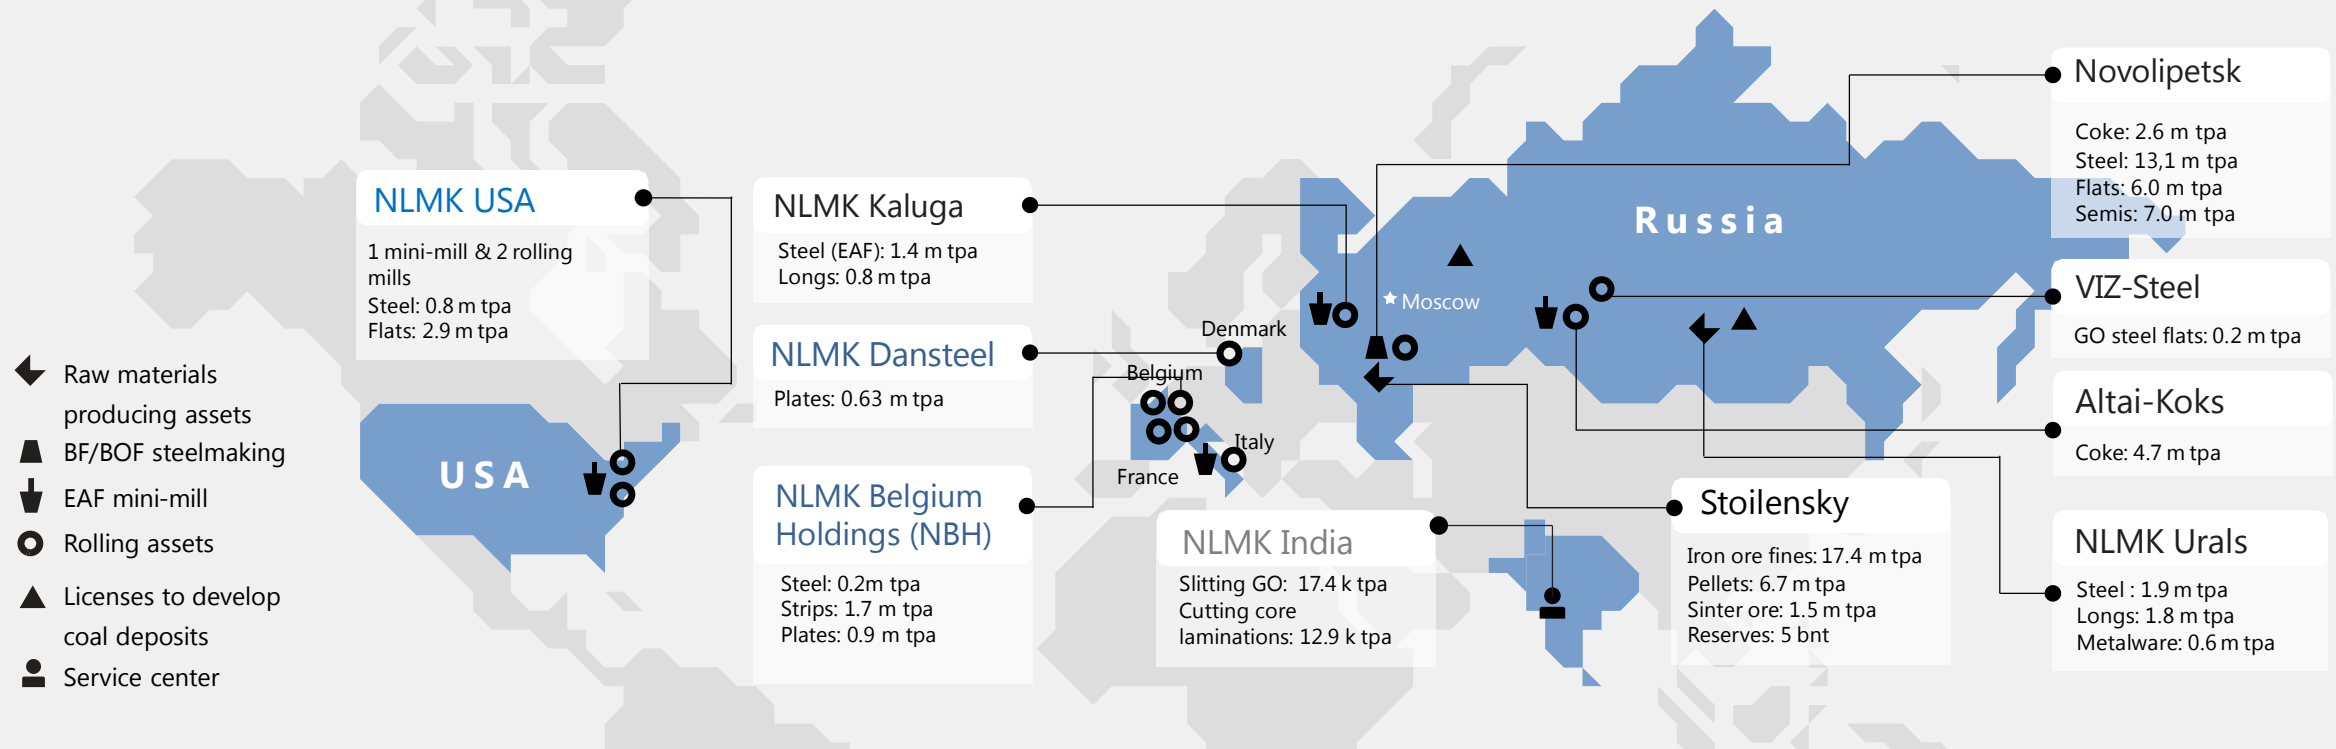 Raw materials
producing assets
BF/BOF steelmaking
EAF mini-mill
Rolling assets
Licenses to develop
coal deposits
Service center
NLMK USA
1 mini-mill & 2 rolling
mills
Steel: 0.8 m tpa
Flats: 2.9 m tpa
USA
NLMK Kaluga
Steel (EAF): 1.4 m tpa
Longs: 0.8 m tpa
NLMK Dansteel
Plates: 0.63 m tpa
NLMK Belgium
Holdings (NBH)
Steel: 0.2m tpa
Strips: 1.7 m tpa
Plates: 0.9 m tpa
Denmark
Belgium
Italy
France
NLMK India
Slitting GO: 17.4 k tpa
Cutting core
laminations: 12.9 k tpa
Russia
Moscow
Stoilensky
Iron ore fines: 17.4 m tpa
Pellets: 6.7 m tpa
Sinter ore: 1.5 m tpa
Reserves: 5 bnt
Novolipetsk
Coke: 2.6 m tpa
Steel: 13,1 m tpa
Flats: 6.0 m tpa
Semis: 7.0 m tpa
VIZ-Steel
GO steel flats: 0.2 m tpa
Altai-Koks
Coke: 4.7 m tpa
NLMK Urals
Steel : 1.9 m tpa
Longs: 1.8 m tpa
Metalware: 0.6 m tpa